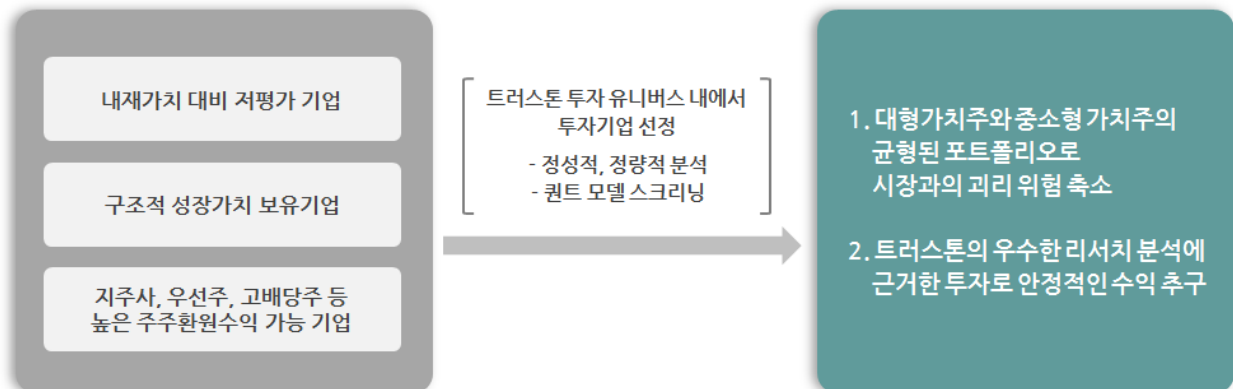 내재가치 대비 저평가 기업
구조적 성장가치 보유기업
지주사, 우선주, 고배당주 등
높은 주주환원수익 가능 기업
트러스톤 투자 유니버스 내에서
투자기업 선정
- 정성적, 정량적 분석
- 퀀트 모델 스크리닝
1. 대형가치주와 중소형 가치주의
균형된 포트폴리오로
시장과의 괴리 위험 축소
2. 트러스톤의 우수한 리서치 분석에
근거한 투자로 안정적인 수익 추구